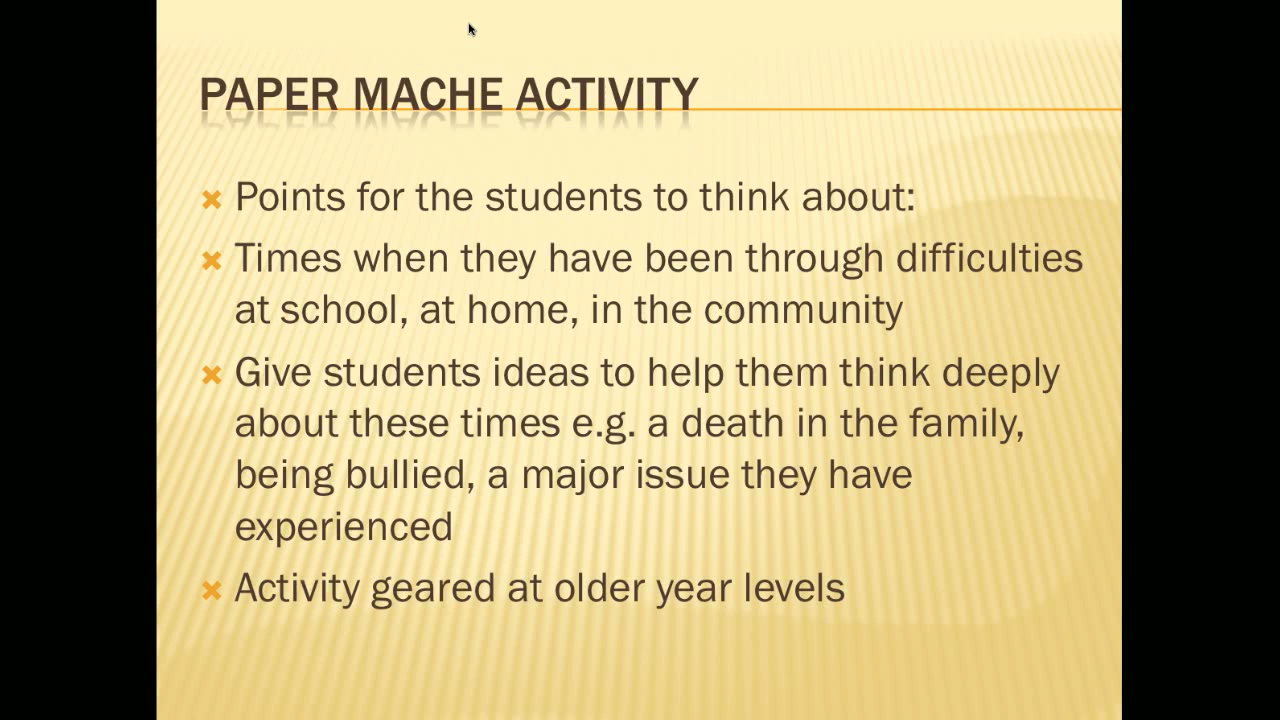 PAPER MACHE ACTIVITY
Points for the students to think about:
Times when they have been through difficulties
at school, at home, in the community
Give students ideas to help them think deeply
about these times e.g. a death in the family,
being bullied, a major issue they have
experienced
Activity geared at older year levels